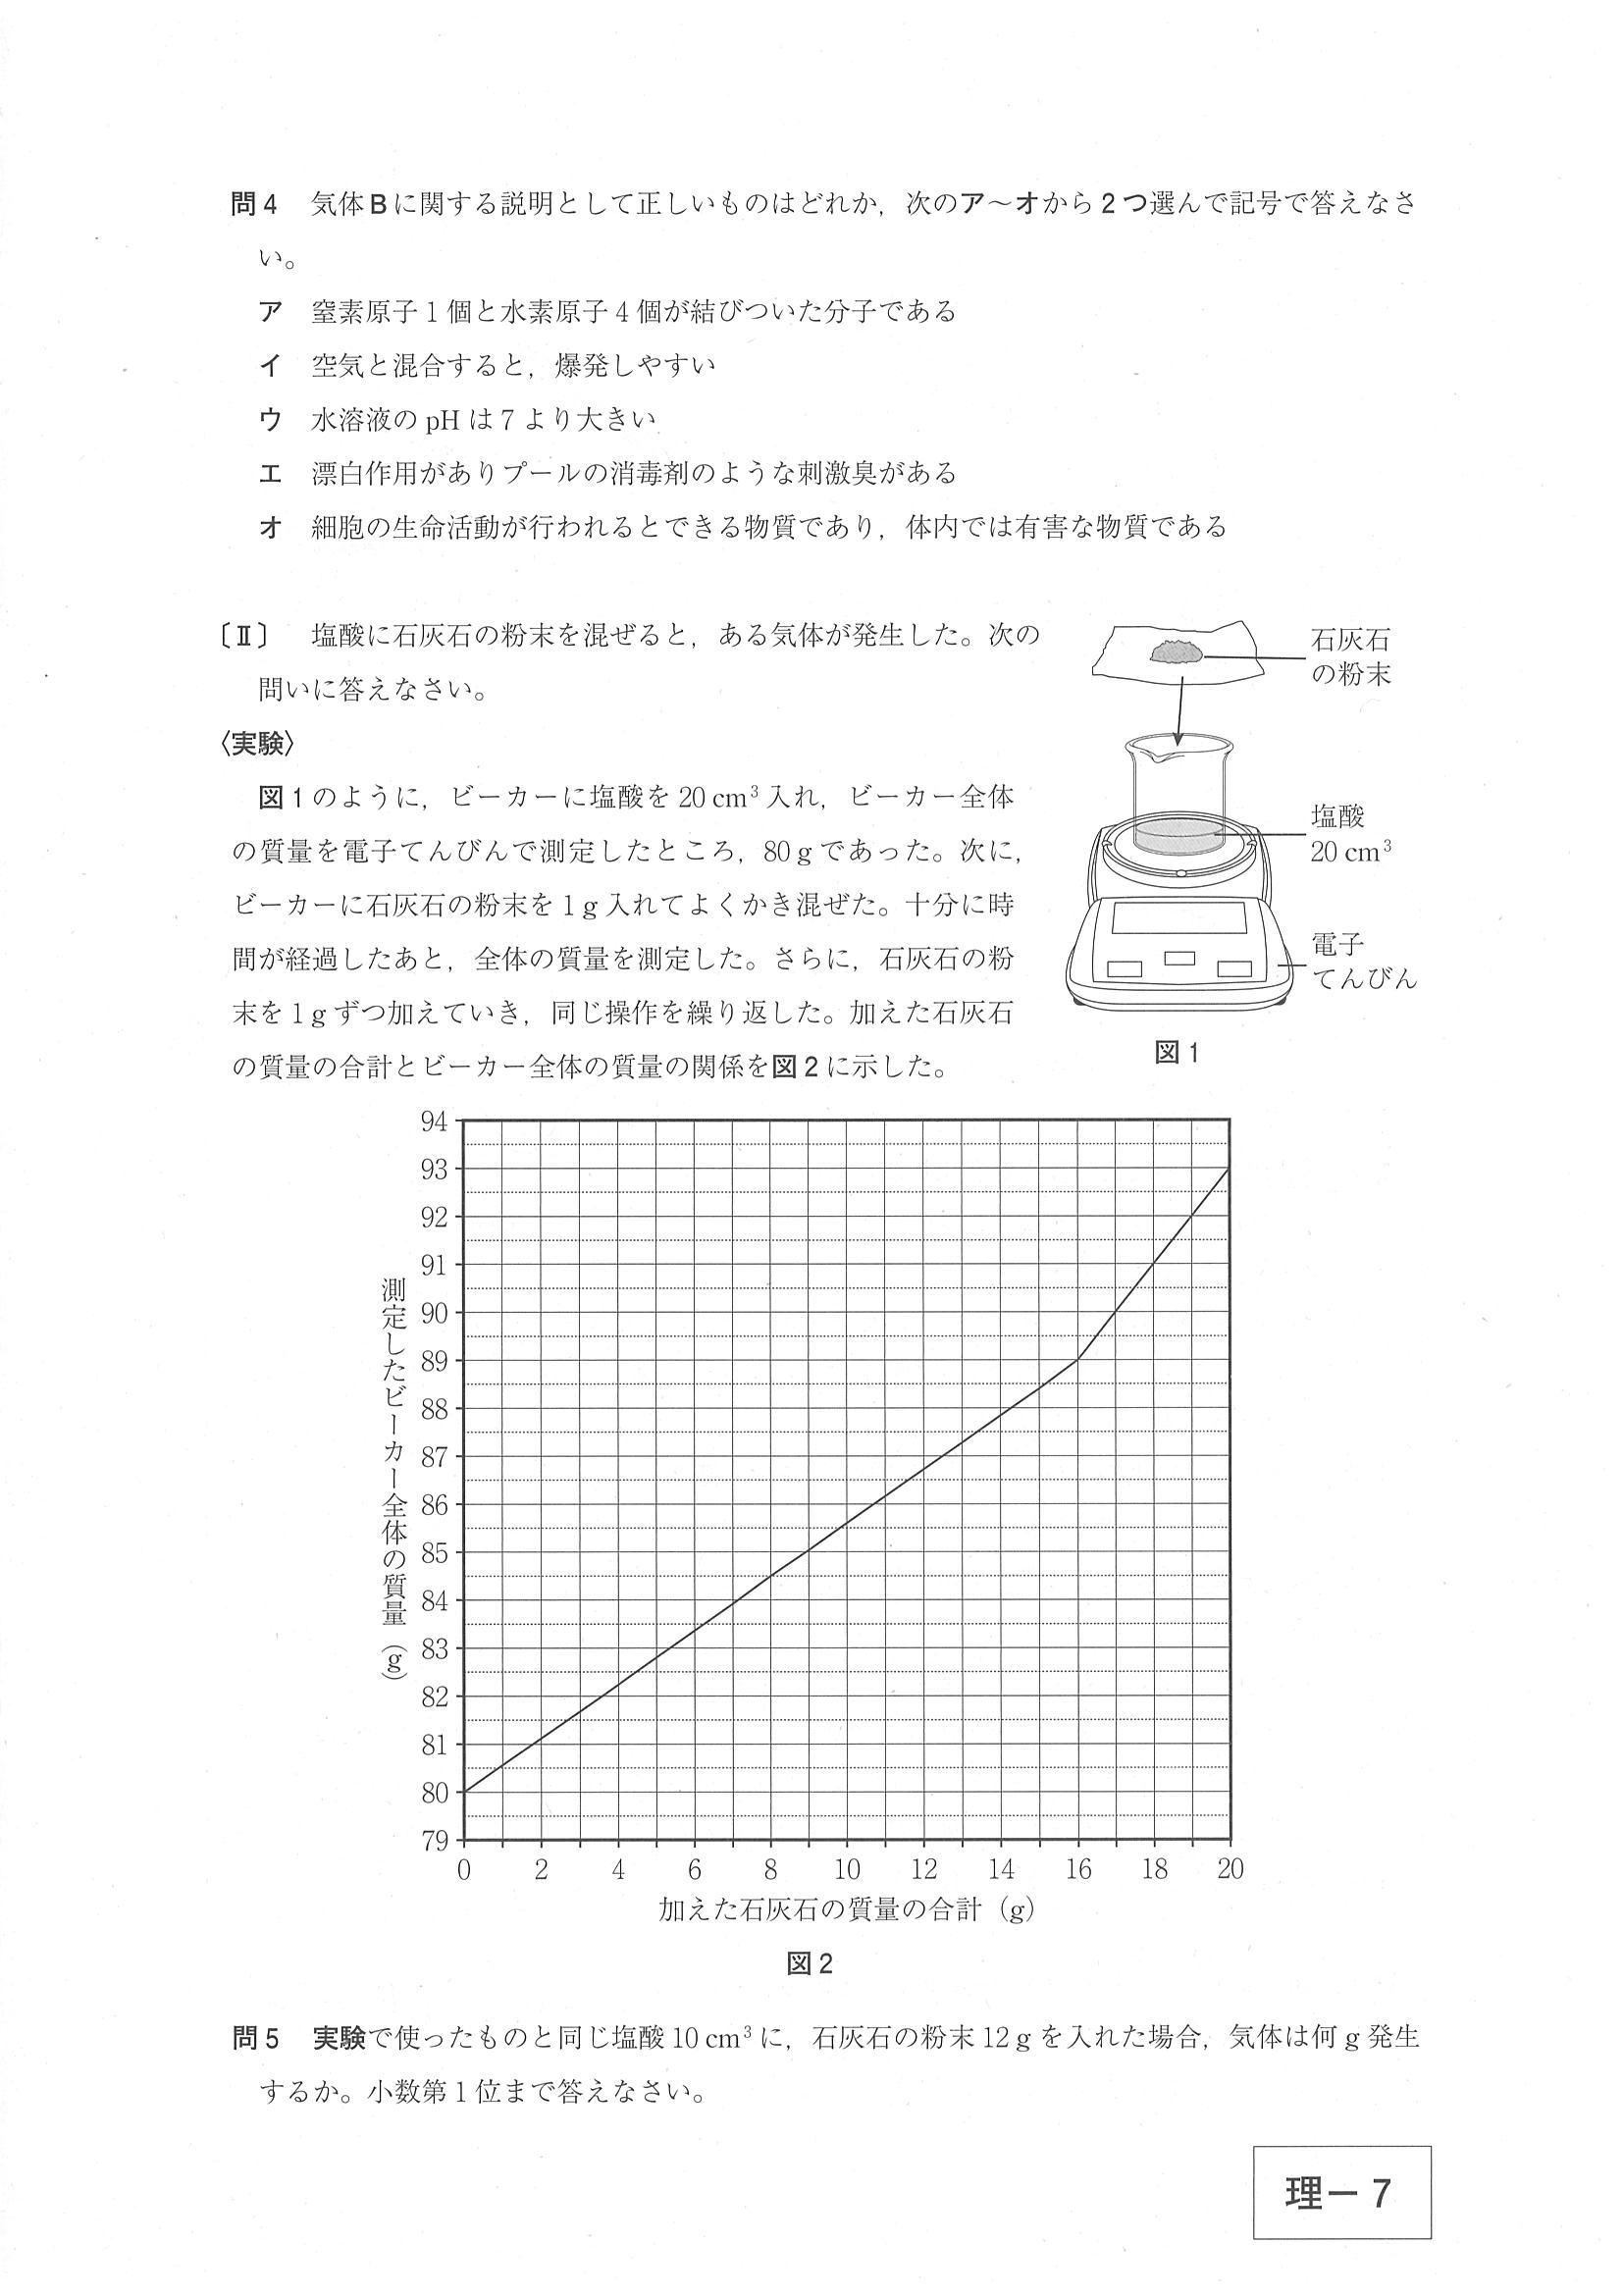 問4 気体Bに関する説明として正しいものはどれか，次のア～オから2つ選んで記号で答えなさ
い。
ア 窒素原子1個と水素原子4個が結びついた分子である
イ 空気と混合すると，爆発しやすい
ウ 水溶液の pH は7より大きい
エ 漂白作用がありプールの消毒剤のような刺激臭がある
オ 細胞の生命活動が行われるとできる物質であり，体内では有害な物質である
〔Ⅱ〕 塩酸に石灰石の粉末を混ぜると，ある気体が発生した。次の
問いに答えなさい。
〈実験〉
図1のように，ビーカーに塩酸を 20 cm³ 入れ，ビーカー全体
の質量を電子てんびんで測定したところ，80 g であった。次に，
ビーカーに石灰石の粉末を1g入れてよくかき混ぜた。十分に時
間が経過したあと，全体の質量を測定した。さらに，石灰石の粉
末を1gずつ加えていき，同じ操作を繰り返した。加えた石灰石
の質量の合計とビーカー全体の質量の関係を図2に示した。
石灰石
の粉末
塩酸
20 cm³
電子
てんびん
図1
94
93
92
91
90
89
88
87
86
85
84
83
82
81
80
79
測定したビーカー全体の質量（g）
0 2 4 6 8 10 12 14 16 18 20
加えた石灰石の質量の合計（g）
図2
問5 実験で使ったものと同じ塩酸 10 cm³ に，石灰石の粉末 12 g を入れた場合，気体は何 g 発生
するか。小数第1位まで答えなさい。
理－7